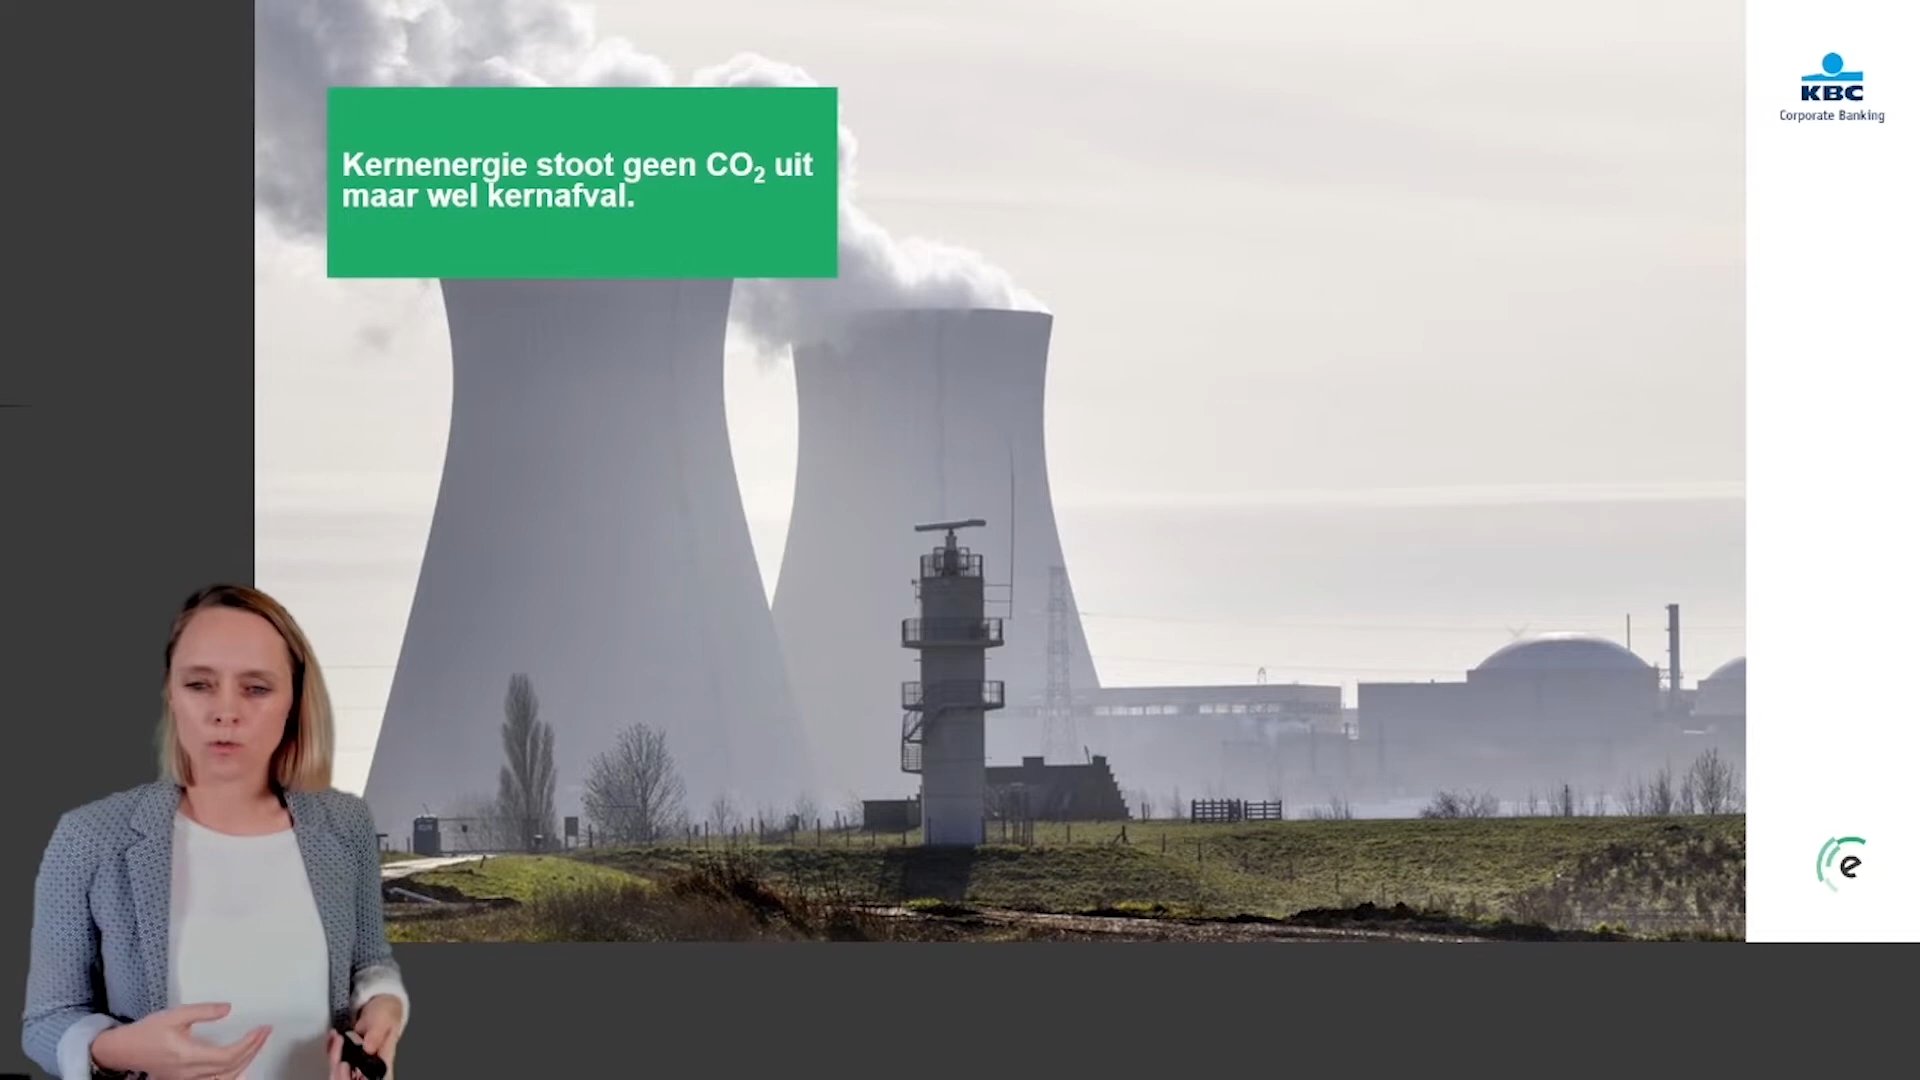 Kernenergie stoot geen CO₂ uit
maar wel kernafval.
KBC
Corporate Banking
e